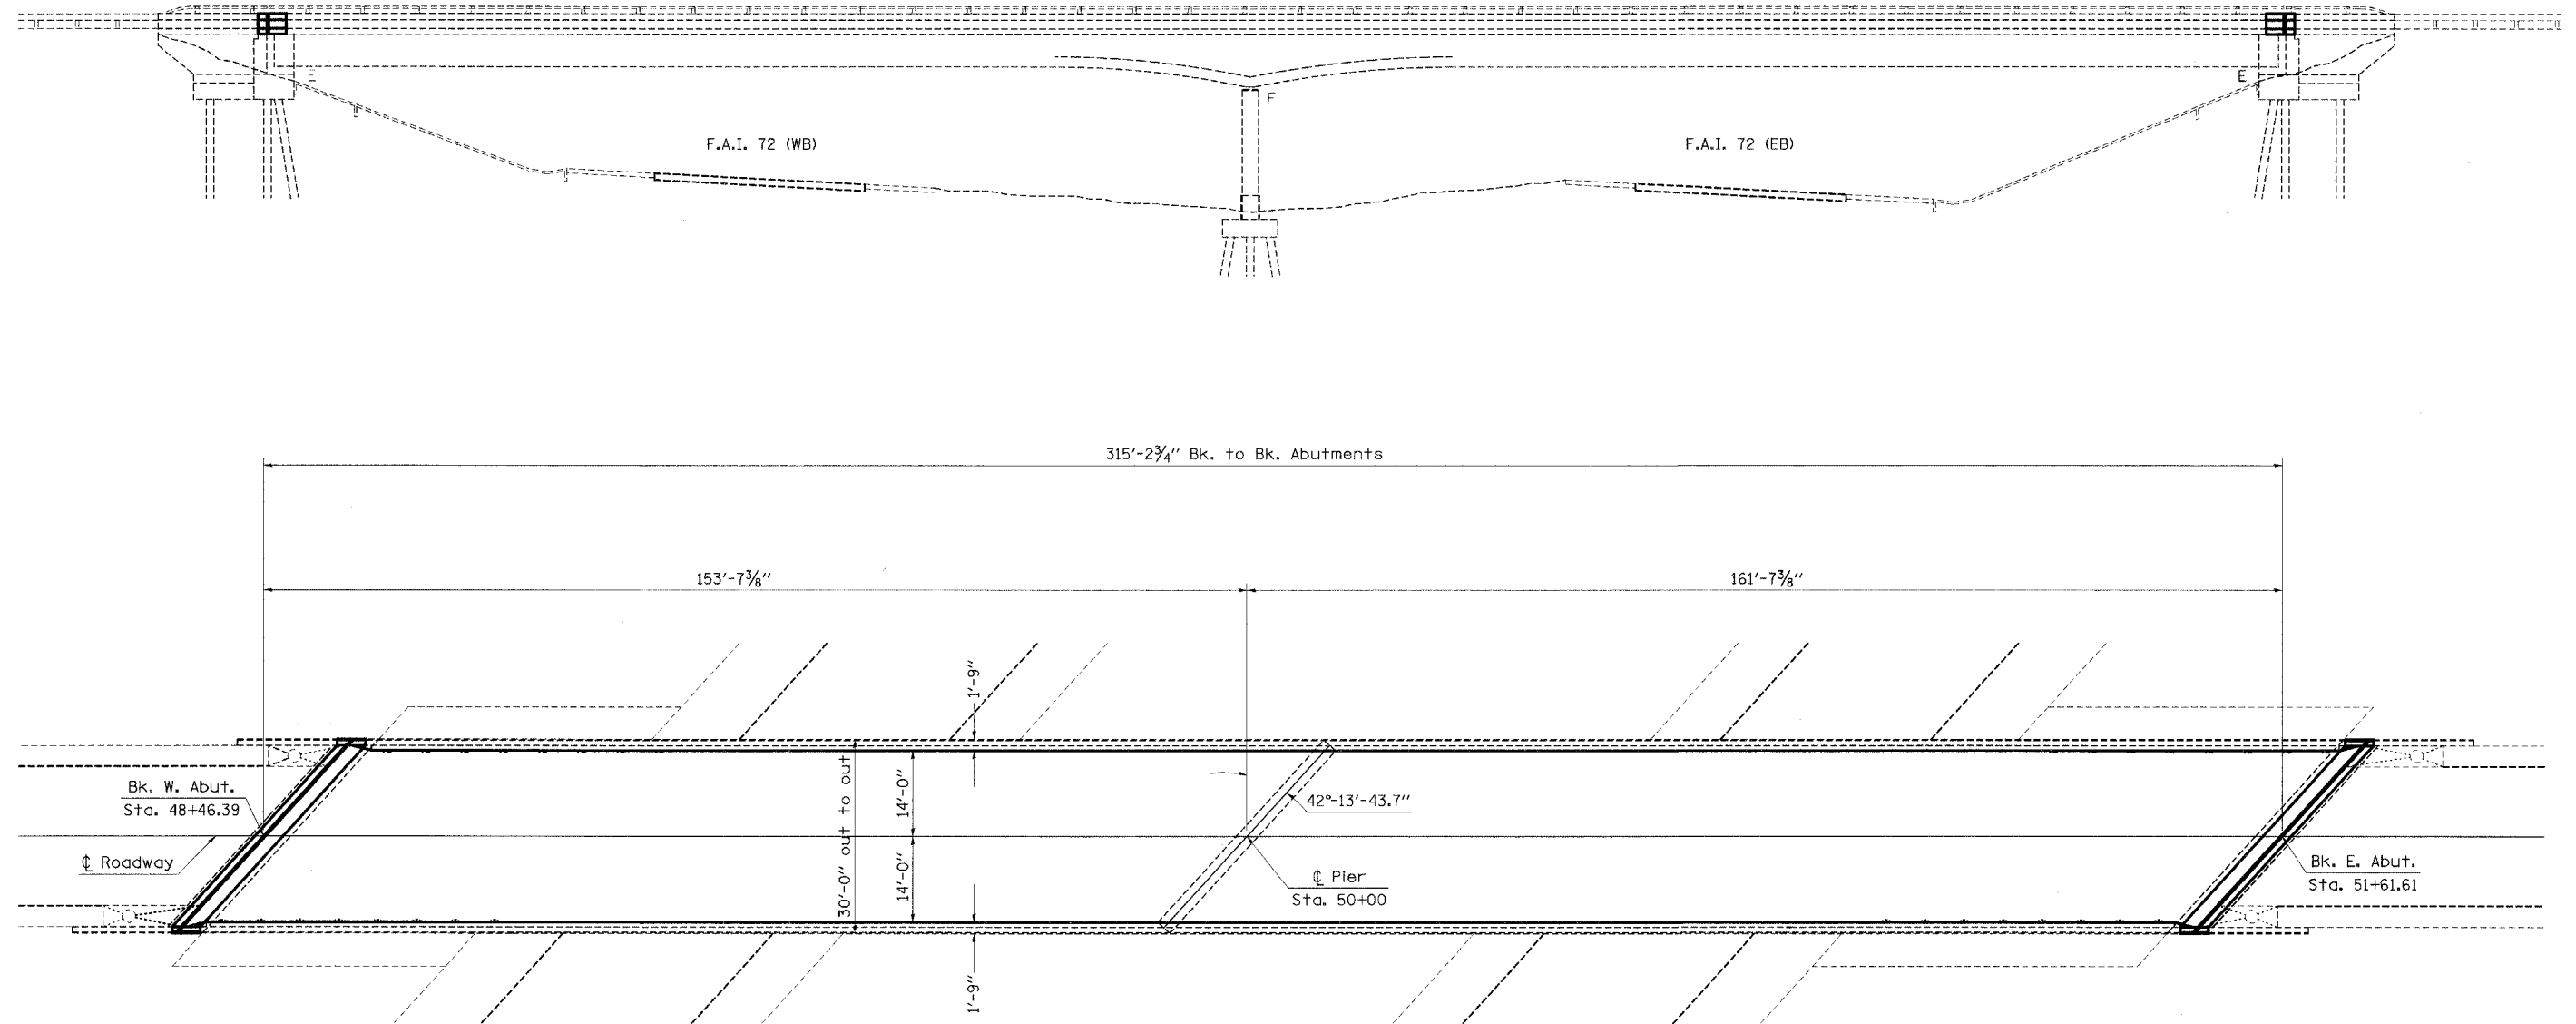 E
E
F
F.A.I. 72 (WB)
F.A.I. 72 (EB)
315'-2¾" Bk. to Bk. Abutments
153'-7⅜"
161'-7⅜"
1'-9"
Bk. W. Abut.
Sta. 48+46.39
30'-0" out to out
14'-0"
42°-13'-43.7"
℄ Roadway
14'-0"
℄ Pier
Sta. 50+00
Bk. E. Abut.
Sta. 51+61.61
1'-9"